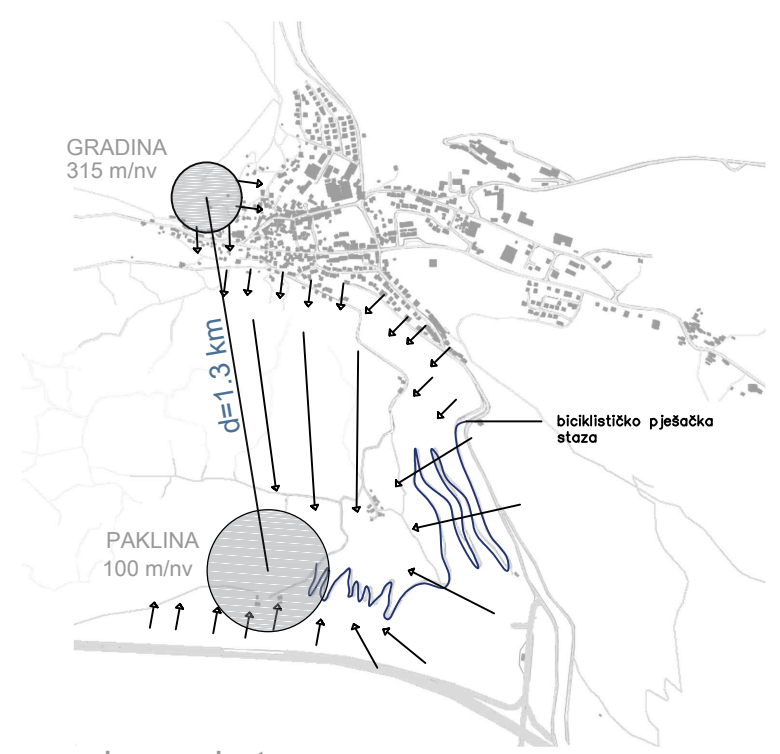 GRADINA
315 m/nv
d=1.3 km
biciklističko pješačka
staza
PAKLINA
100 m/nv